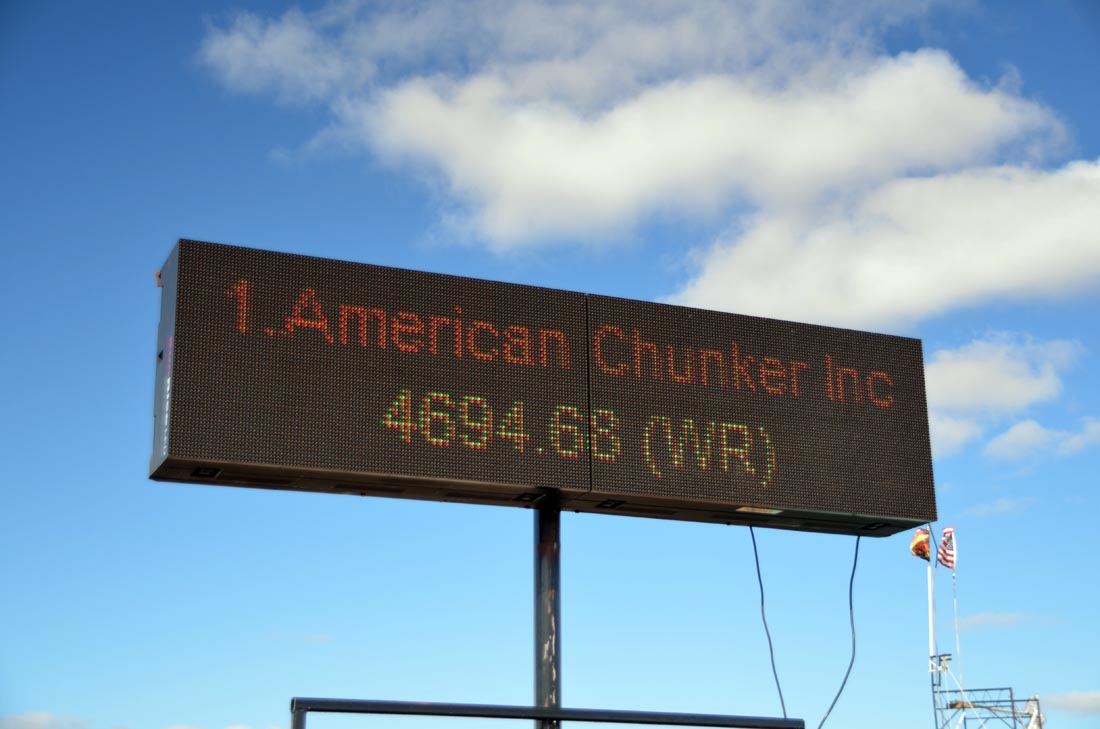 1.American Chunker Inc
4694.68 (WR)